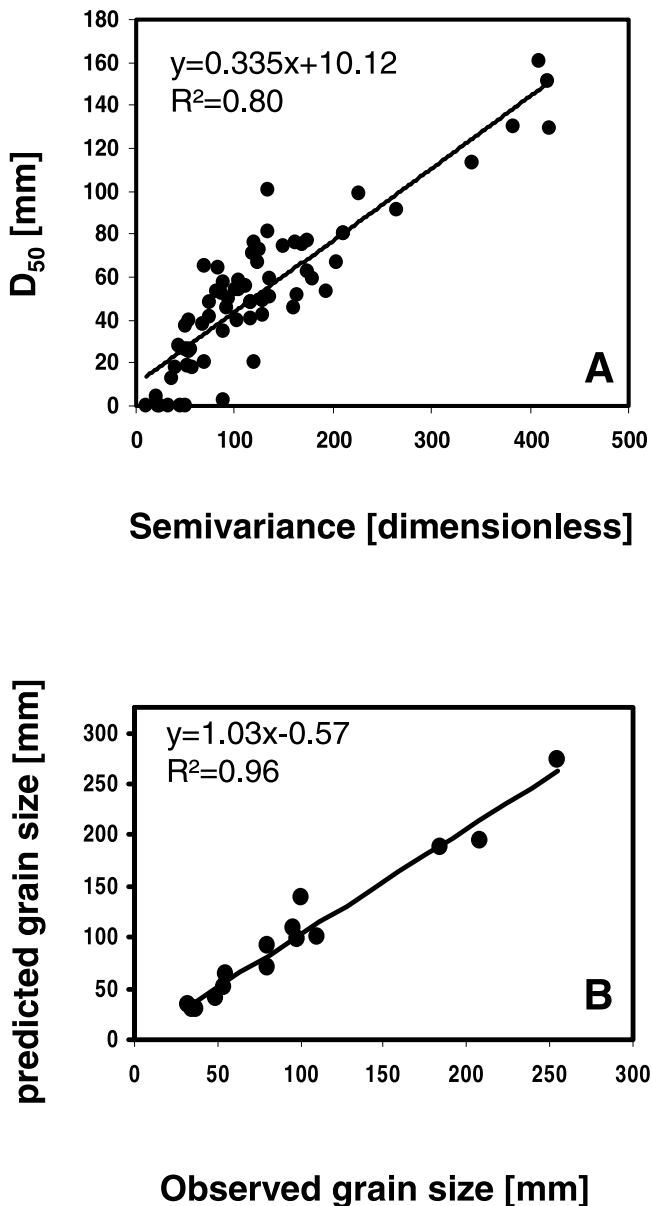 180
160
140
120
100
80
60
40
20
0
D50 [mm]
y=0.335x+10.12
R²=0.80
A
0 100 200 300 400 500
Semivariance [dimensionless]
300
250
200
150
100
50
0
predicted grain size [mm]
y=1.03x-0.57
R²=0.96
B
0 50 100 150 200 250 300
Observed grain size [mm]